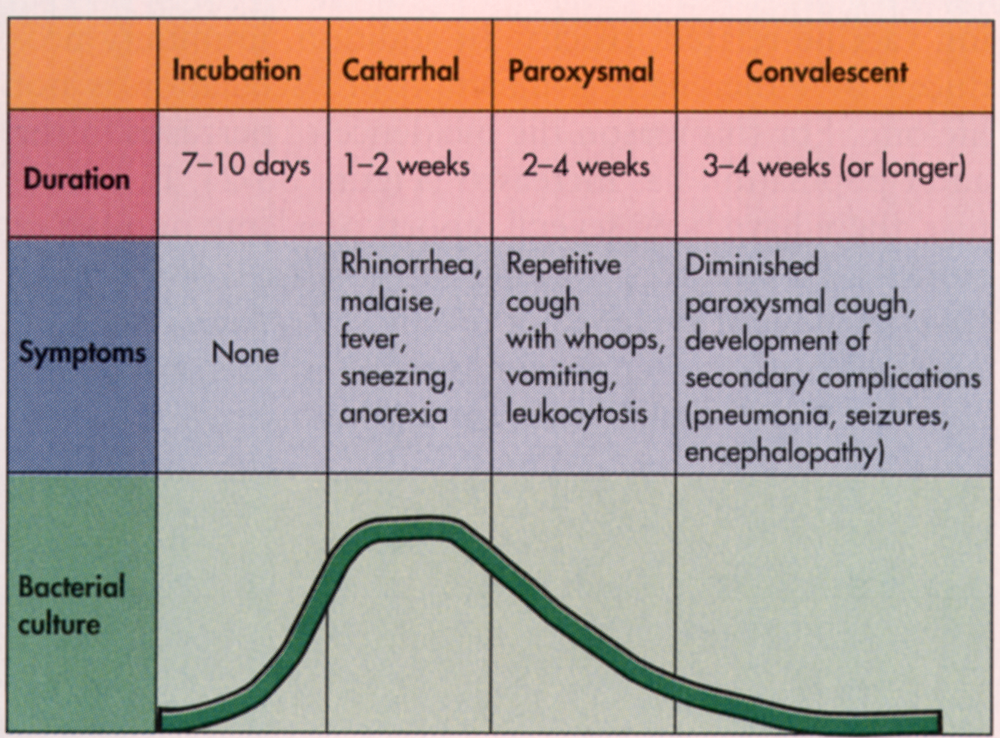 Incubation
Catarrhal
Paroxysmal
Convalescent
Duration
7–10 days
1–2 weeks
2–4 weeks
3–4 weeks (or longer)
Symptoms
None
Rhinorrhea,
malaise,
fever,
sneezing,
anorexia
Repetitive
cough
with whoops,
vomiting,
leukocytosis
Diminished
paroxysmal cough,
development of
secondary complications
(pneumonia, seizures,
encephalopathy)
Bacterial
culture